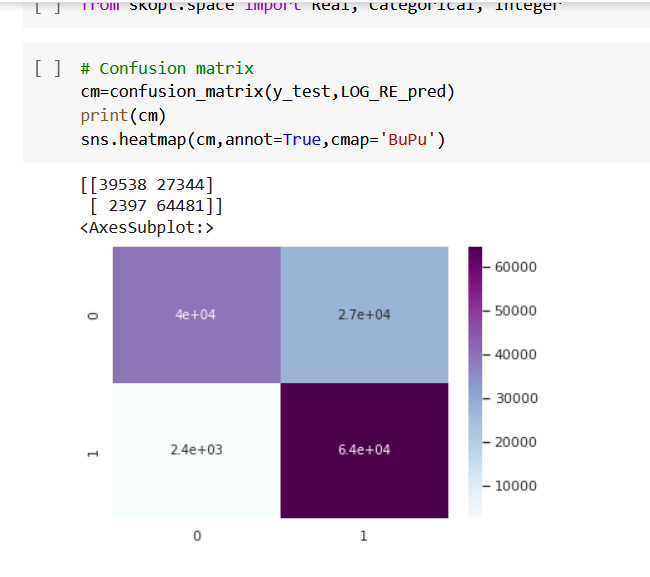 [ ] from skopt.space import Real, Categorical, Integer
[ ] # Confusion matrix
cm=confusion_matrix(y_test,LOG_RE_pred)
print(cm)
sns.heatmap(cm,annot=True,cmap='BuPu')
[[39538 27344]
[ 2397 64481]]
<AxesSubplot:>
0
4e+04
2.7e+04
1
2.4e+03
6.4e+04
0
1
60000
50000
40000
30000
20000
10000